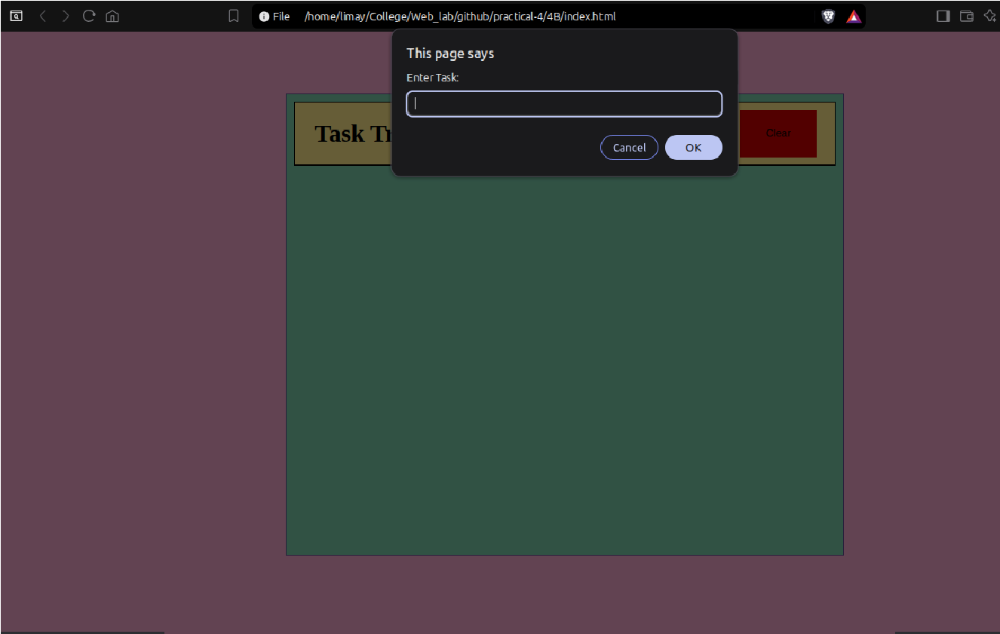 File /home/limay/College/Web_lab/github/practical-4/4B/index.html
This page says
Enter Task:
Cancel OK
Task Tr
Clear